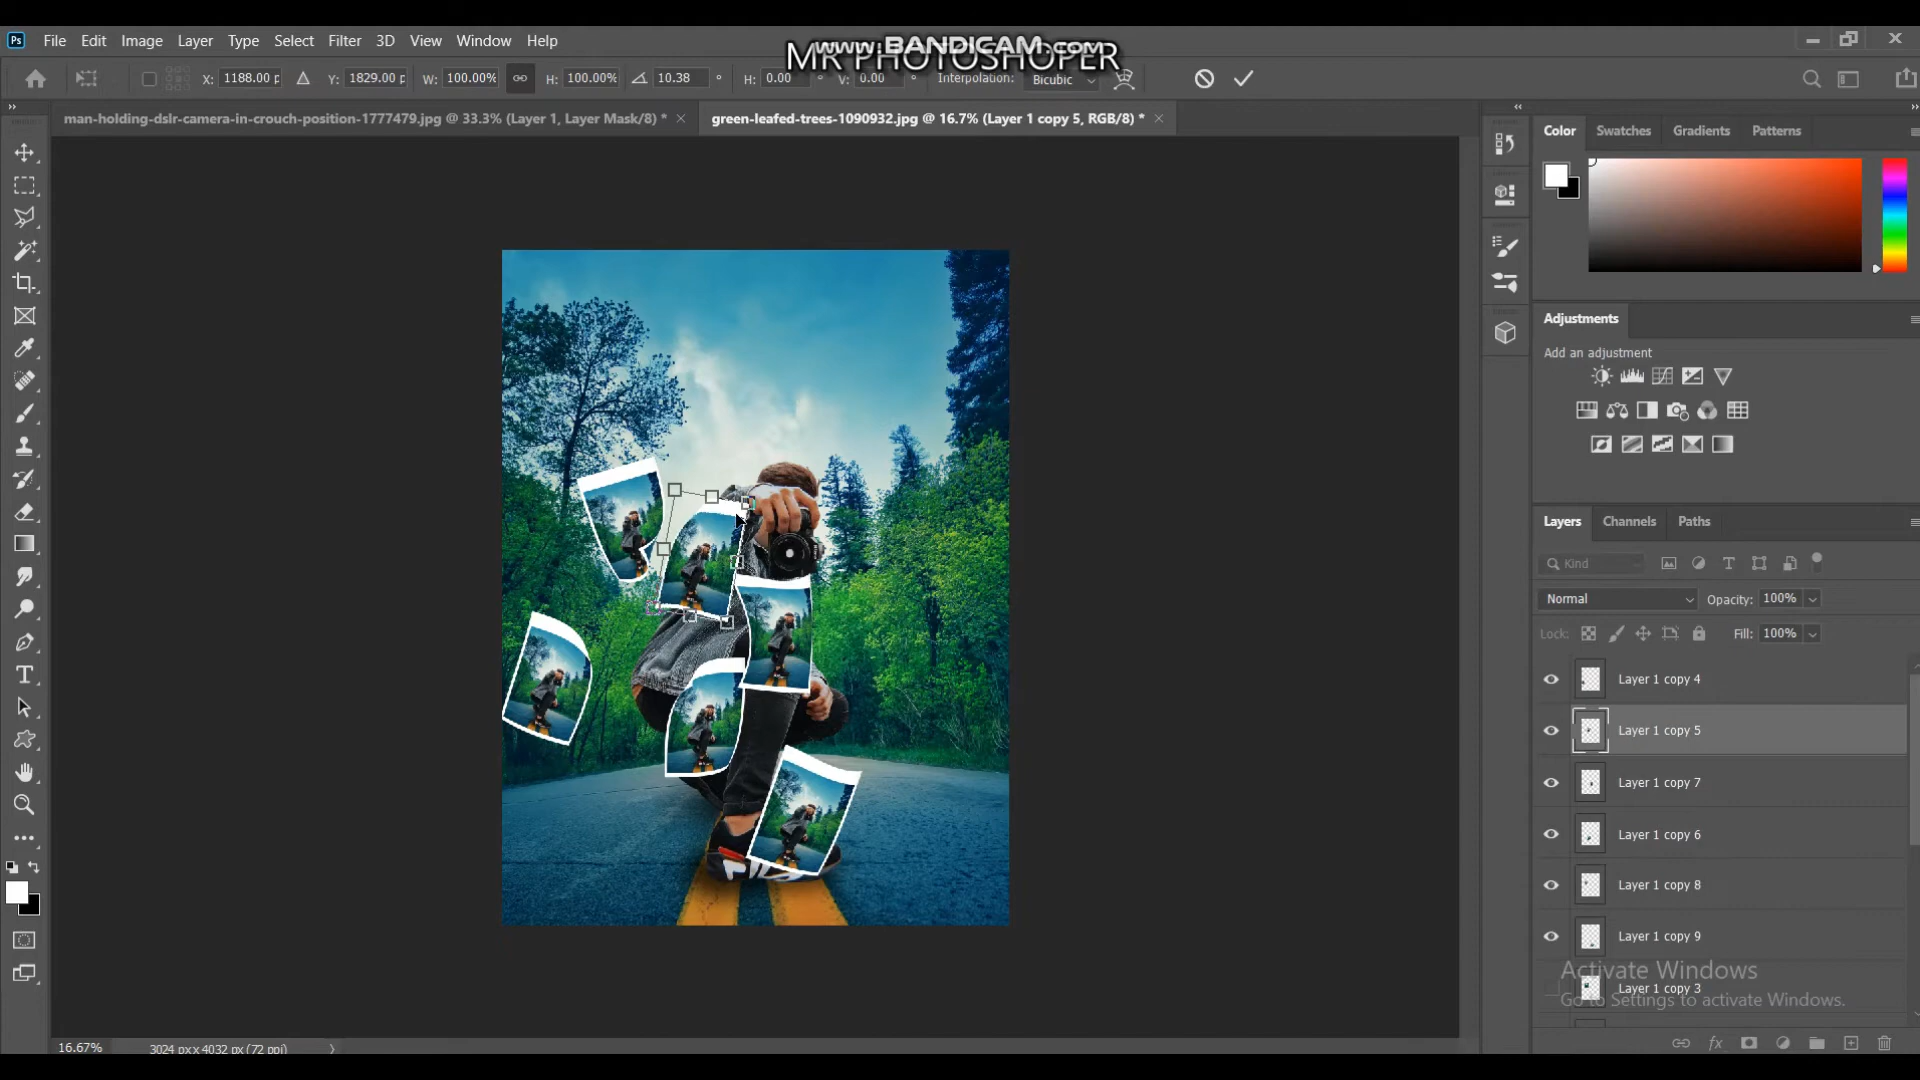 Ps File Edit Image Layer Type Select Filter 3D View Window Help
www.BANDICAM.com
MR PHOTOSHOPER
X: 1188.00 p Y: 1829.00 p W: 100.00% H: 100.00% 10.38 ° H: 0.00 ° V: 0.00 ° Interpolation: Bicubic
man-holding-dslr-camera-in-crouch-position-1777479.jpg @ 33.3% (Layer 1, Layer Mask/8) * ×
green-leafed-trees-1090932.jpg @ 16.7% (Layer 1 copy 5, RGB/8) * ×
Color Swatches Gradients Patterns
Adjustments
Add an adjustment
Layers Channels Paths
Kind
Normal Opacity: 100%
Lock: Fill: 100%
Layer 1 copy 4
Layer 1 copy 5
Layer 1 copy 7
Layer 1 copy 6
Layer 1 copy 8
Layer 1 copy 9
Activate Windows
Layer 1 copy 3
Go to Settings to activate Windows.
fx
FILA
16.67% 3024 px x 4032 px (72 ppi)